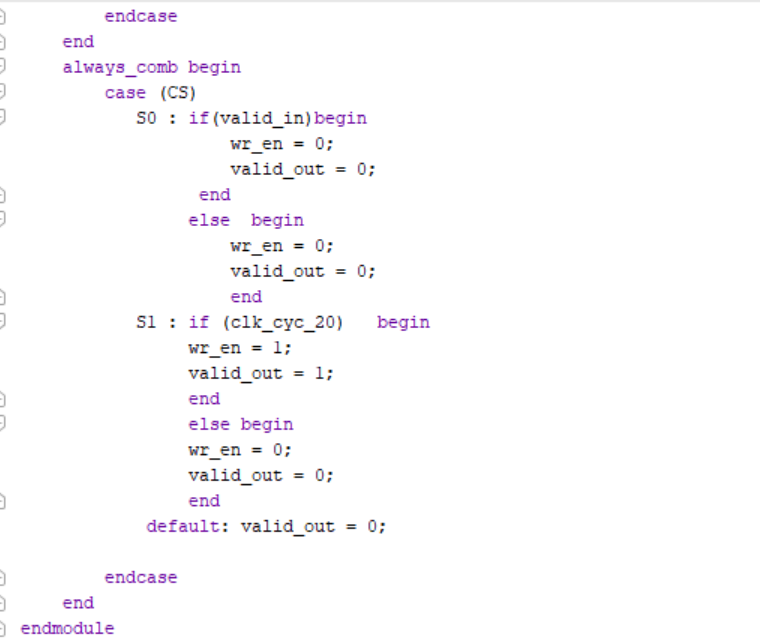 endcase
end
always_comb begin
case (CS)
S0 : if(valid_in)begin
wr_en = 0;
valid_out = 0;
end
else  begin
wr_en = 0;
valid_out = 0;
end
S1 : if (clk_cyc_20)   begin
wr_en = 1;
valid_out = 1;
end
else begin
wr_en = 0;
valid_out = 0;
end
default: valid_out = 0;
endcase
end
endmodule